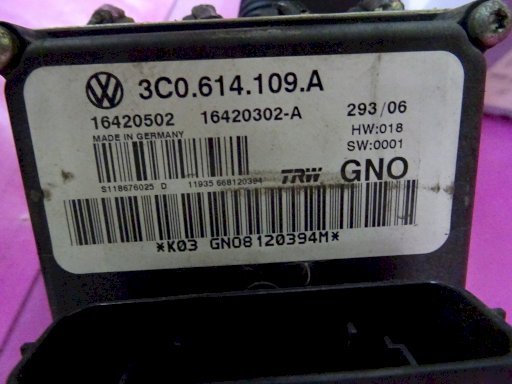 3C0.614.109.A
16420502 16420302-A 293/06
MADE IN GERMANY HW:018
SW:0001
S118676025 D 11935 668120394 TRW GNO
*K03 GNO8120394M*